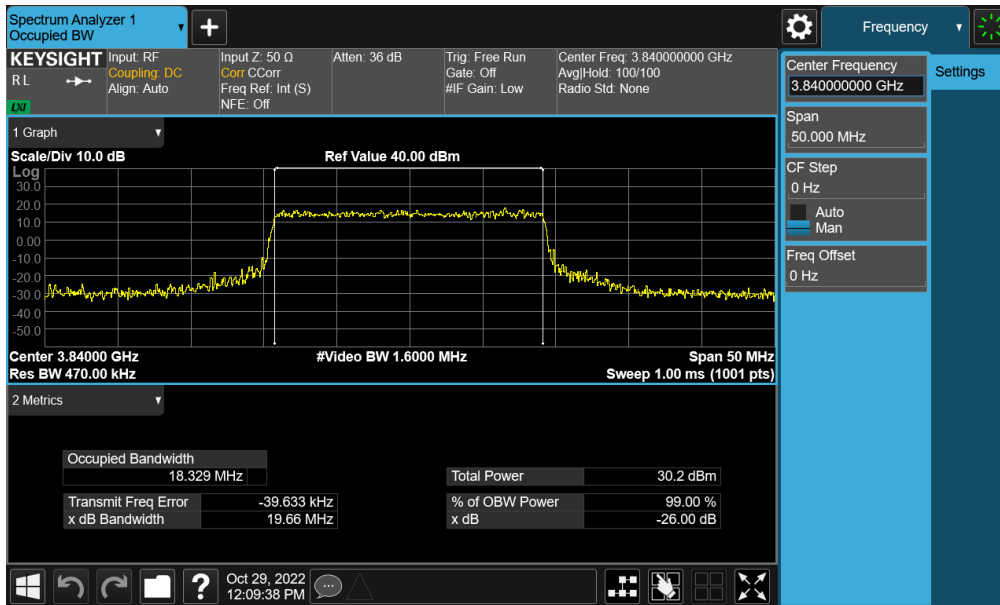 Spectrum Analyzer 1
Occupied BW
+
Frequency
KEYSIGHT
R L
LXI
Input: RF
Coupling: DC
Align: Auto
Input Z: 50 Ω
Corr CCorr
Freq Ref: Int (S)
NFE: Off
Atten: 36 dB
Trig: Free Run
Gate: Off
#IF Gain: Low
Center Freq: 3.840000000 GHz
Avg|Hold: 100/100
Radio Std: None
Center Frequency
3.840000000 GHz
Settings
Span
50.000 MHz
CF Step
0 Hz
Auto
Man
Freq Offset
0 Hz
1 Graph
Scale/Div 10.0 dB
Ref Value 40.00 dBm
Log
30.0
20.0
10.0
0.00
-10.0
-20.0
-30.0
-40.0
-50.0
Center 3.84000 GHz
#Video BW 1.6000 MHz
Span 50 MHz
Res BW 470.00 kHz
Sweep 1.00 ms (1001 pts)
2 Metrics
Occupied Bandwidth
18.329 MHz
Total Power 30.2 dBm
Transmit Freq Error -39.633 kHz
% of OBW Power 99.00 %
x dB Bandwidth 19.66 MHz
x dB -26.00 dB
?
Oct 29, 2022
12:09:38 PM